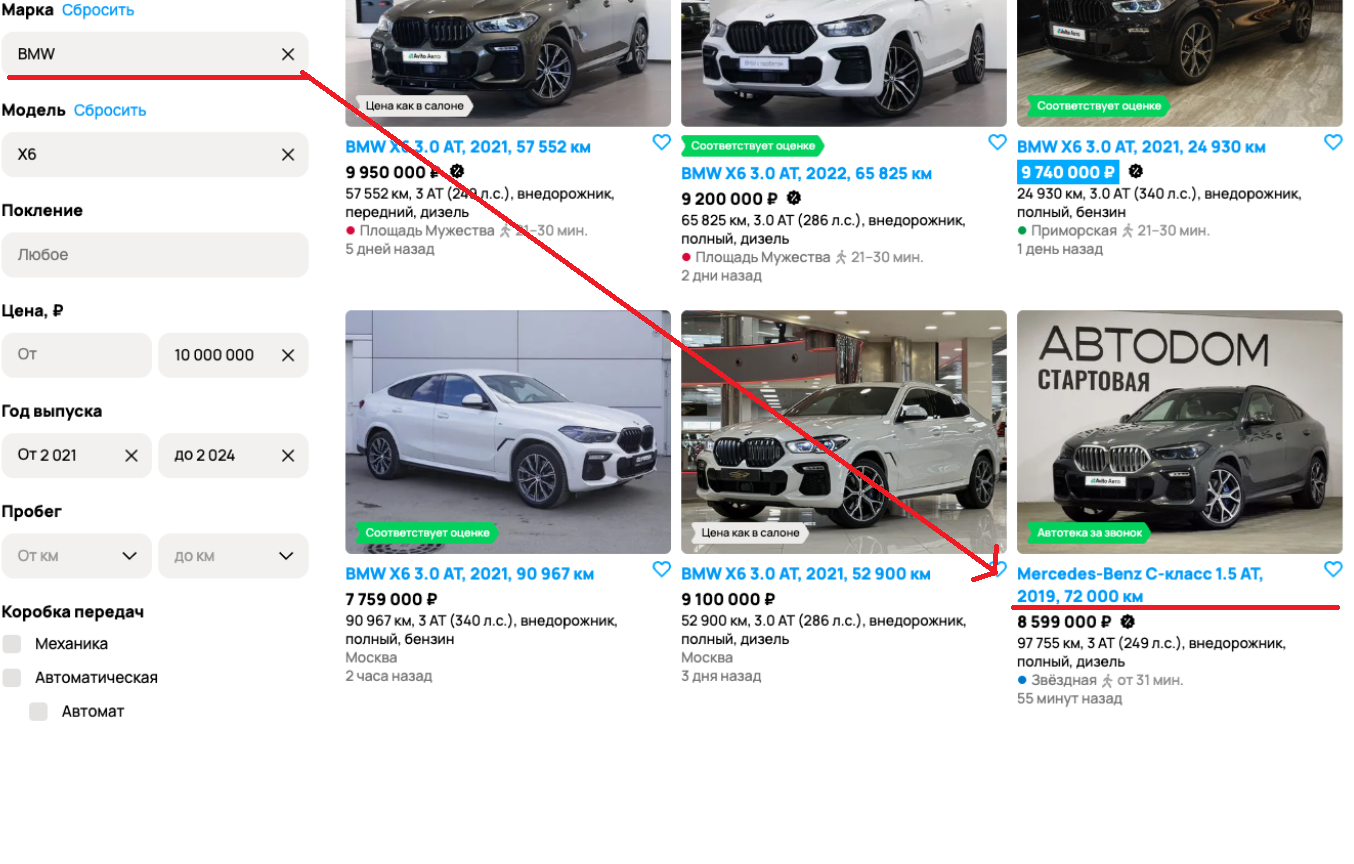 Марка Сбросить
BMW
Модель Сбросить
X6
Покление
Любое
Цена, ₽
От
10 000 000
Год выпуска
От 2 021
до 2 024
Пробег
От км
до км
Коробка передач
Механика
Автоматическая
Автомат
Avito Авто
Цена как в салоне
BMW X6 3.0 AT, 2021, 57 552 км
9 950 000 ₽
57 552 км, 3 AT (249 л.с.), внедорожник,
передний, дизель
Площадь Мужества 21–30 мин.
5 дней назад
Соответствует оценке
BMW X6 3.0 AT, 2022, 65 825 км
9 200 000 ₽
65 825 км, 3.0 AT (286 л.с.), внедорожник,
полный, дизель
Площадь Мужества 21–30 мин.
2 дни назад
Avito Авто
Соответствует оценке
BMW X6 3.0 AT, 2021, 24 930 км
9 740 000 ₽
24 930 км, 3.0 AT (340 л.с.), внедорожник,
полный, бензин
Приморская 21–30 мин.
1 день назад
Соответствует оценке
BMW X6 3.0 AT, 2021, 90 967 км
7 759 000 ₽
90 967 км, 3 AT (340 л.с.), внедорожник,
полный, бензин
Москва
2 часа назад
Цена как в салоне
BMW X6 3.0 AT, 2021, 52 900 км
9 100 000 ₽
52 900 км, 3.0 AT (286 л.с.), внедорожник,
полный, дизель
Москва
3 дня назад
АВТОDОМ
СТАРТОВАЯ
Avito Авто
Автотека за звонок
Mercedes-Benz C-класс 1.5 AT,
2019, 72 000 км
8 599 000 ₽
97 755 км, 3 AT (249 л.с.), внедорожник,
полный, дизель
Звёздная от 31 мин.
55 минут назад